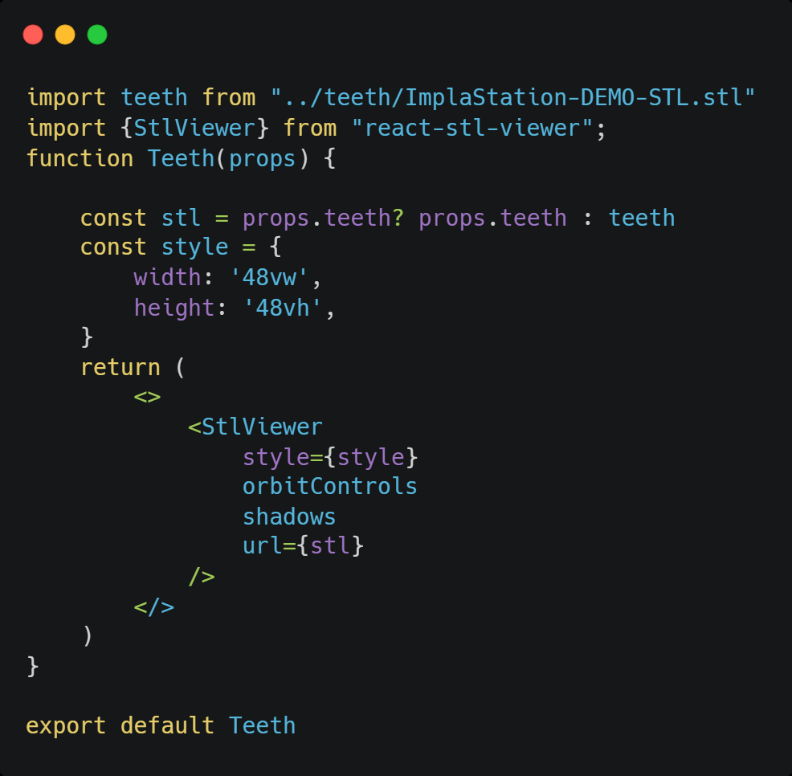 import teeth from "../teeth/ImplaStation-DEMO-STL.stl"
import {StlViewer} from "react-stl-viewer";
function Teeth(props) {
    const stl = props.teeth? props.teeth : teeth
    const style = {
        width: '48vw',
        height: '48vh',
    }
    return (
        <>
            <StlViewer
                style={style}
                orbitControls
                shadows
                url={stl}
            />
        </>
    )
}
export default Teeth